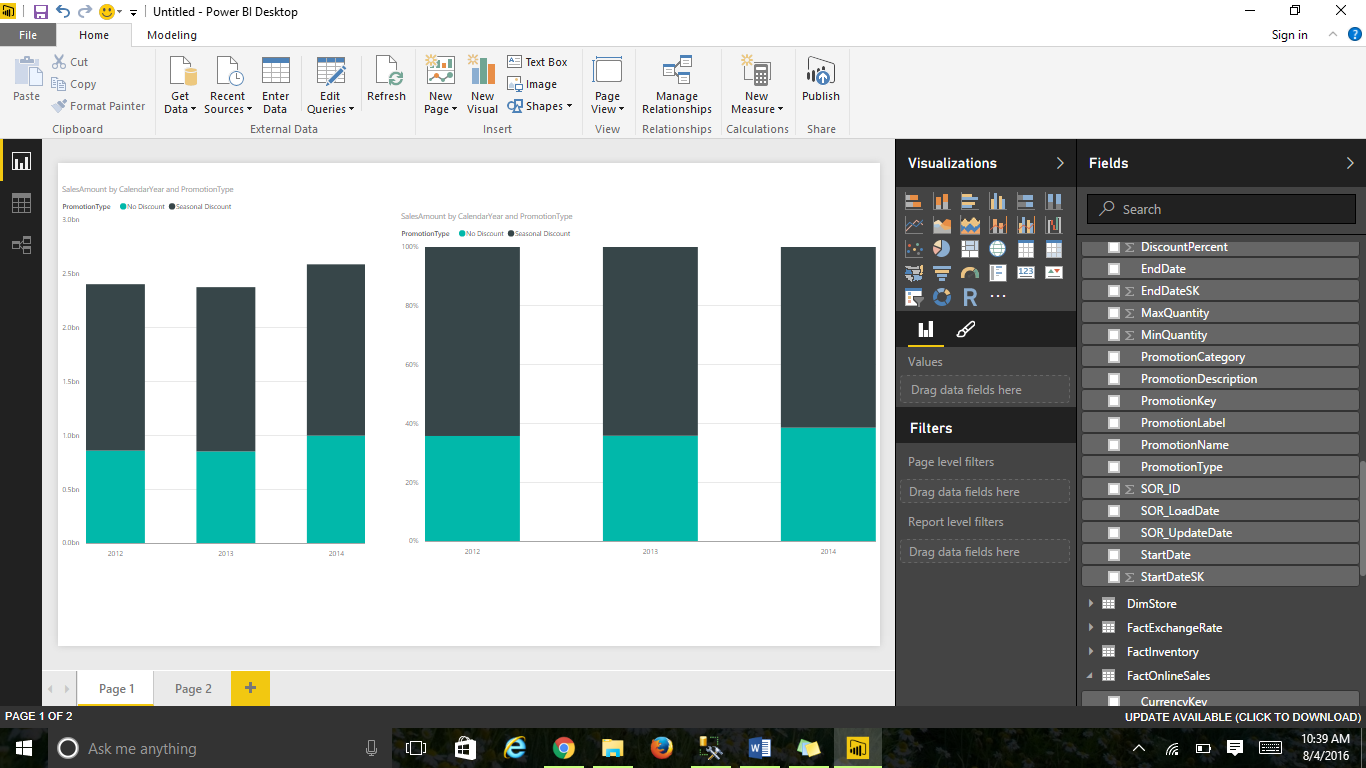 Untitled - Power BI Desktop
File Home Modeling Sign in
Paste Cut Copy Format Painter
Get Data Recent Sources Enter Data Edit Queries Refresh
New Page New Visual Text Box Image Shapes
Page View Manage Relationships New Measure Publish
Clipboard External Data Insert View Relationships Calculations Share
SalesAmount by CalendarYear and PromotionType
PromotionType No Discount Seasonal Discount
3.0bn
2.5bn
2.0bn
1.5bn
1.0bn
0.5bn
0.0bn
2012 2013 2014
SalesAmount by CalendarYear and PromotionType
PromotionType No Discount Seasonal Discount
100%
80%
60%
40%
20%
0%
2012 2013 2014
Visualizations
R
123
Values
Drag data fields here
Filters
Page level filters
Drag data fields here
Report level filters
Drag data fields here
Fields
Search
DiscountPercent
EndDate
Σ EndDateSK
Σ MaxQuantity
Σ MinQuantity
PromotionCategory
PromotionDescription
PromotionKey
PromotionLabel
PromotionName
PromotionType
Σ SOR_ID
SOR_LoadDate
SOR_UpdateDate
StartDate
Σ StartDateSK
DimStore
FactExchangeRate
FactInventory
FactOnlineSales
CurrencyKey
Page 1 Page 2 +
PAGE 1 OF 2 UPDATE AVAILABLE (CLICK TO DOWNLOAD)
Ask me anything
10:39 AM
8/4/2016